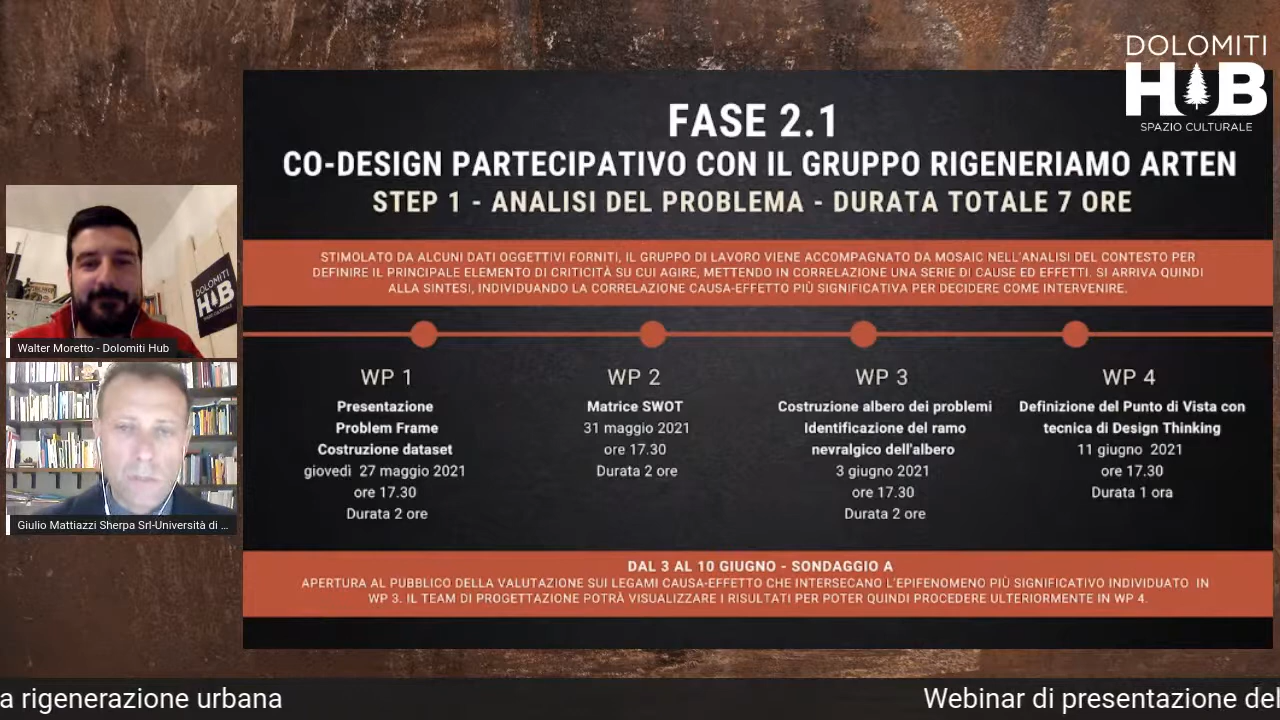 DOLOMITI
HUB
SPAZIO CULTURALE
FASE 2.1
CO-DESIGN PARTECIPATIVO CON IL GRUPPO RIGENERIAMO ARTEN
STEP 1 - ANALISI DEL PROBLEMA - DURATA TOTALE 7 ORE
STIMOLATO DA ALCUNI DATI OGGETTIVI FORNITI, IL GRUPPO DI LAVORO VIENE ACCOMPAGNATO DA MOSAIC NELL'ANALISI DEL CONTESTO PER
DEFINIRE IL PRINCIPALE ELEMENTO DI CRITICITÀ SU CUI AGIRE, METTENDO IN CORRELAZIONE UNA SERIE DI CAUSE ED EFFETTI. SI ARRIVA QUINDI
ALLA SINTESI, INDIVIDUANDO LA CORRELAZIONE CAUSA-EFFETTO PIÙ SIGNIFICATIVA PER DECIDERE COME INTERVENIRE.
WP 1
Presentazione
Problem Frame
Costruzione dataset
giovedì 27 maggio 2021
ore 17.30
Durata 2 ore
WP 2
Matrice SWOT
31 maggio 2021
ore 17.30
Durata 2 ore
WP 3
Costruzione albero dei problemi
Identificazione del ramo
nevralgico dell'albero
3 giugno 2021
ore 17.30
Durata 2 ore
WP 4
Definizione del Punto di Vista con
tecnica di Design Thinking
11 giugno 2021
ore 17.30
Durata 1 ora
DAL 3 AL 10 GIUGNO - SONDAGGIO A
APERTURA AL PUBBLICO DELLA VALUTAZIONE SUI LEGAMI CAUSA-EFFETTO CHE INTERSECANO L'EPIFENOMENO PIÙ SIGNIFICATIVO INDIVIDUATO IN
WP 3. IL TEAM DI PROGETTAZIONE POTRÀ VISUALIZZARE I RISULTATI PER POTER QUINDI PROCEDERE ULTERIORMENTE IN WP 4.
DOLOMITI
HUB
Walter Moretto - Dolomiti Hub
Giulio Mattiazzi Sherpa Srl-Università di ...
a rigenerazione urbana
Webinar di presentazione del